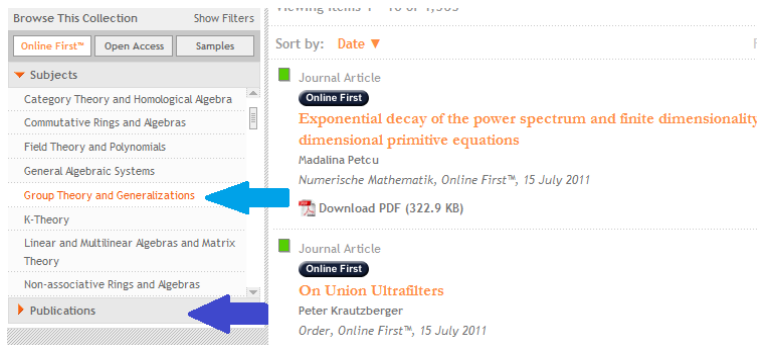 Browse This Collection
Show Filters
Online First™
Open Access
Samples
Subjects
Category Theory and Homological Algebra
Commutative Rings and Algebras
Field Theory and Polynomials
General Algebraic Systems
Group Theory and Generalizations
K-Theory
Linear and Multilinear Algebras and Matrix
Theory
Non-associative Rings and Algebras
Publications
Sort by: Date ▼
Journal Article
Online First
Exponential decay of the power spectrum and finite dimensionality
dimensional primitive equations
Madalina Petcu
Numerische Mathematik, Online First™, 15 July 2011
Download PDF (322.9 KB)
Journal Article
Online First
On Union Ultrafilters
Peter Krautzberger
Order, Online First™, 15 July 2011